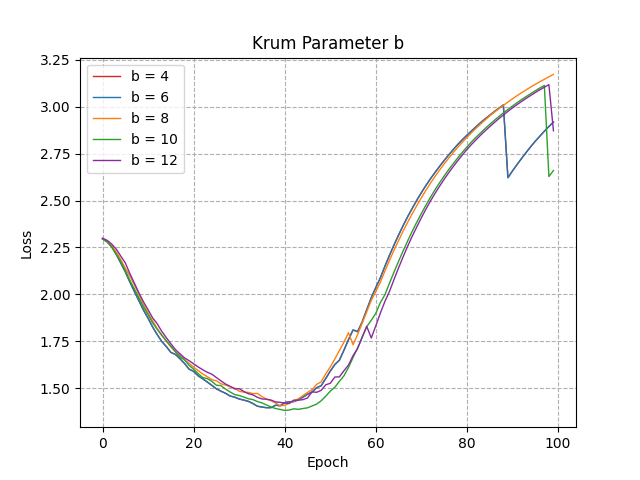 Krum Parameter b
3.25
3.00
2.75
2.50
2.25
2.00
1.75
1.50
b = 4
b = 6
b = 8
b = 10
b = 12
Loss
0 20 40 60 80 100
Epoch